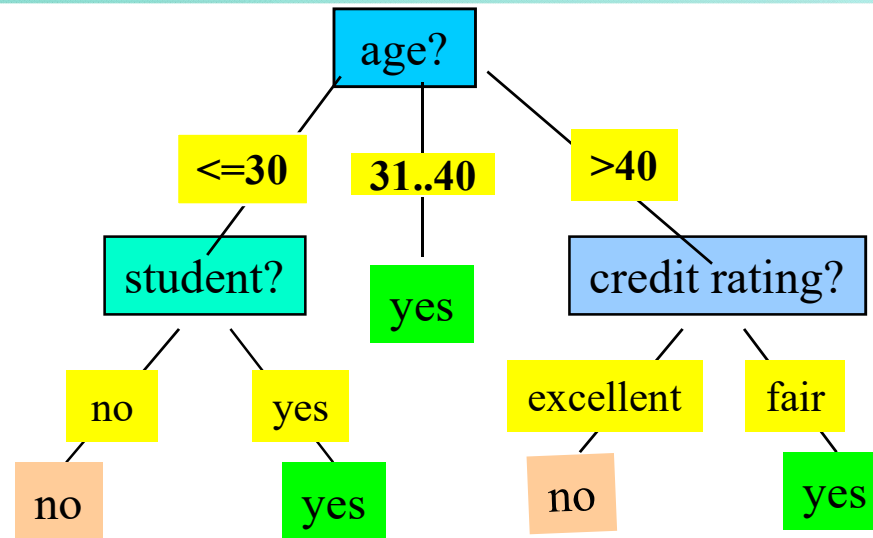 age?
<=30
31..40
>40
student?
yes
credit rating?
no
yes
excellent
fair
no
yes
no
yes